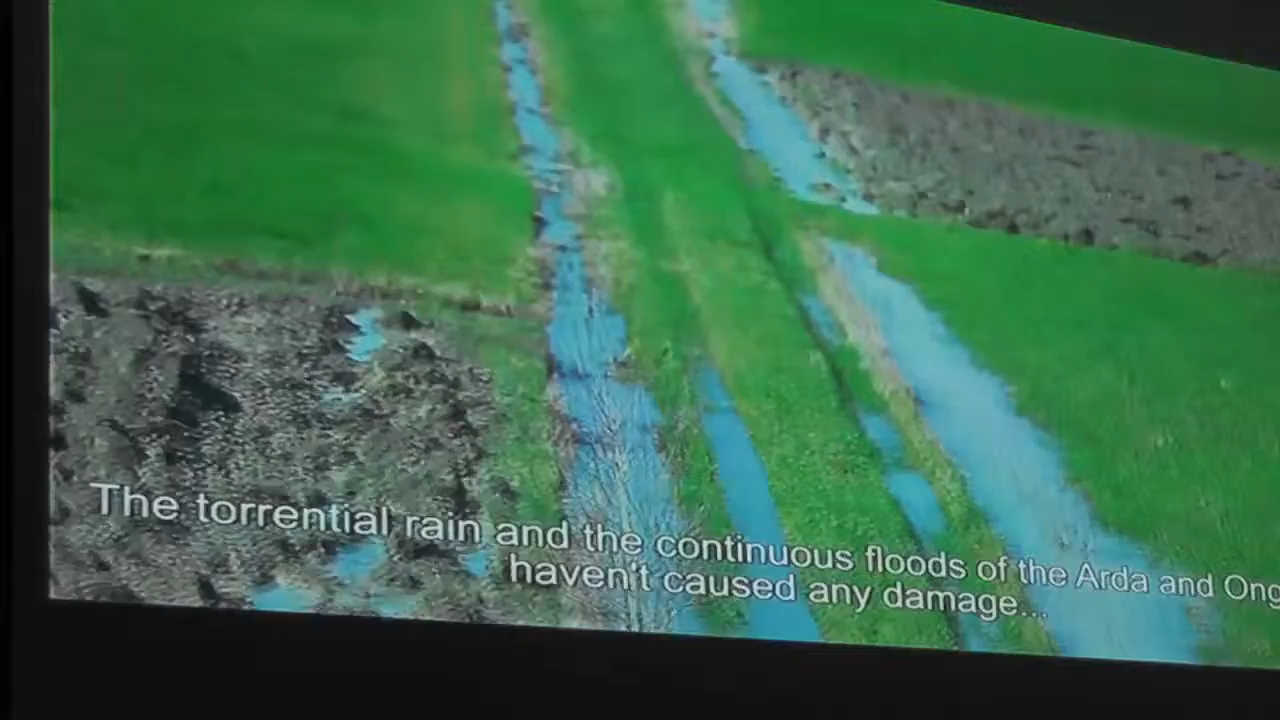 The torrential rain and the continuous floods of the Arda and
haven't caused any damage...